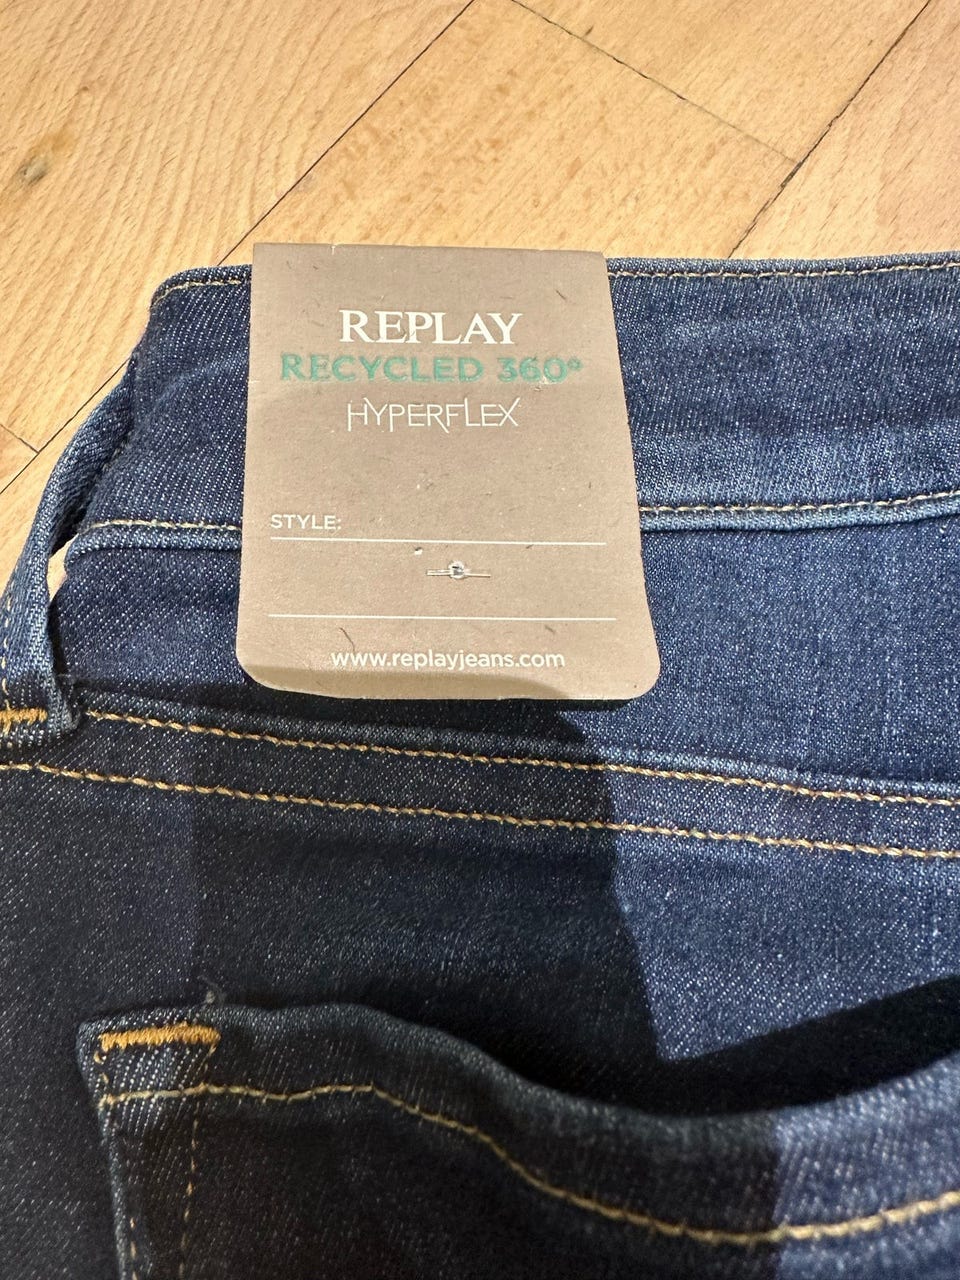 REPLAY
RECYCLED 360°
HYPERFLEX
STYLE:
www.replayjeans.com